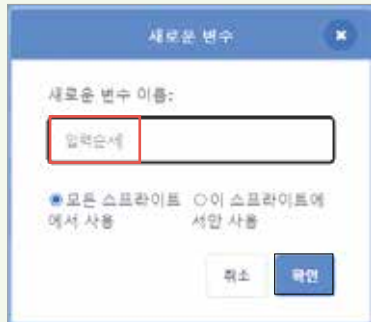 새로운 변수
새로운 변수 이름:
입력순서
모든 스프라이트 이 스프라이트에
에서 사용 서만 사용
취소 확인